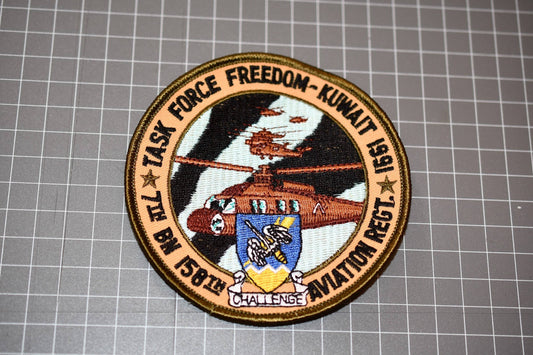 TASK FORCE FREEDOM-KUWAIT 1991
7TH BN 158TH AVIATION REGT.
CHALLENGE